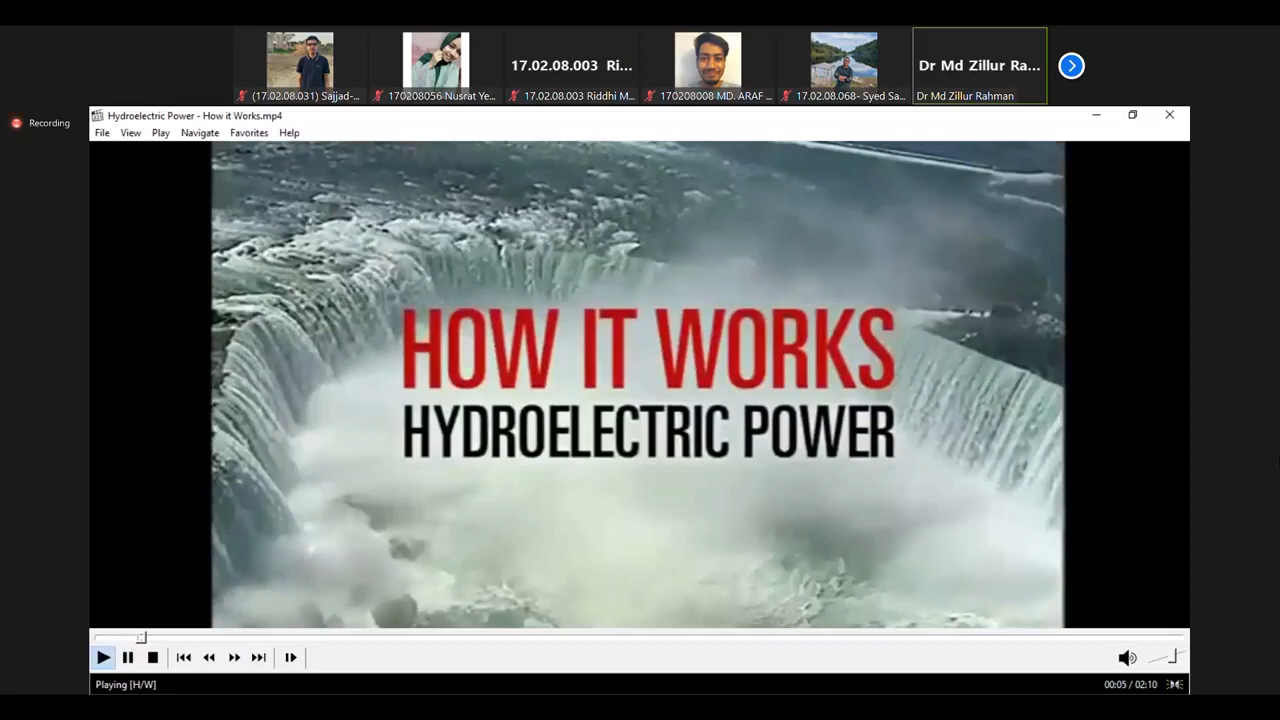 17.02.08.003 Ri...
Dr Md Zillur Ra...
(17.02.08.031) Sajjad-...
170208056 Nusrat Ye...
17.02.08.003 Riddhi M...
170208008 MD. ARAF ...
17.02.08.068- Syed Sa...
Dr Md Zillur Rahman
Recording
Hydroelectric Power - How it Works.mp4
File View Play Navigate Favorites Help
HOW IT WORKS
HYDROELECTRIC POWER
Playing [H/W]
00:05 / 02:10